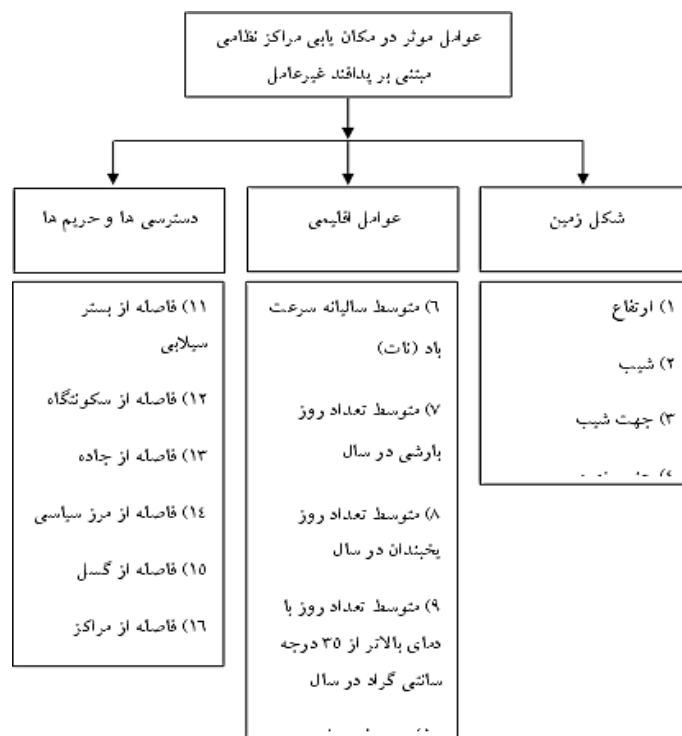 عوامل موثر در مکان یابی مراکز نظامی
مبتنی بر پدافند غیرعامل
شکل زمین
۱) ارتفاع
۲) شیب
۳) جهت شیب
عوامل اقلیمی
۶) متوسط سالیانه سرعت
باد (نات)
۷) متوسط تعداد روز
بارشی در سال
۸) متوسط تعداد روز
یخبندان در سال
۹) متوسط تعداد روز با
دمای بالاتر از ۳۵ درجه
سانتی گراد در سال
دسترسی ها و حریم ها
۱۱) فاصله از بستر
سیلابی
۱۲) فاصله از سکونتگاه
۱۳) فاصله از جاده
۱۴) فاصله از مرز سیاسی
۱۵) فاصله از گسل
۱۶) فاصله از مراکز